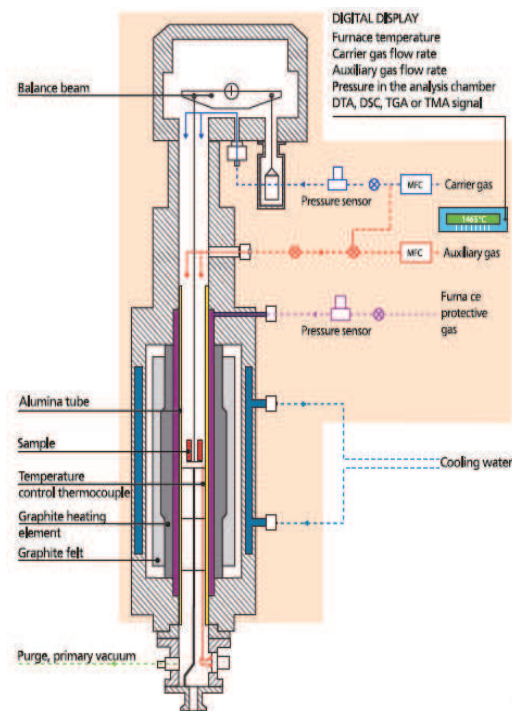 DIGITAL DISPLAY
Furnace temperature
Carrier gas flow rate
Auxiliary gas flow rate
Pressure in the analysis chamber
DTA, DSC, TGA or TMA signal
Balance beam
MFC
Carrier gas
Pressure sensor
1465°C
MFC
Auxiliary gas
Furna ce
protective
gas
Pressure sensor
Alumina tube
Sample
Cooling water
Temperature
control thermocouple
Graphite heating
element
Graphite felt
Purge, primary vacuum